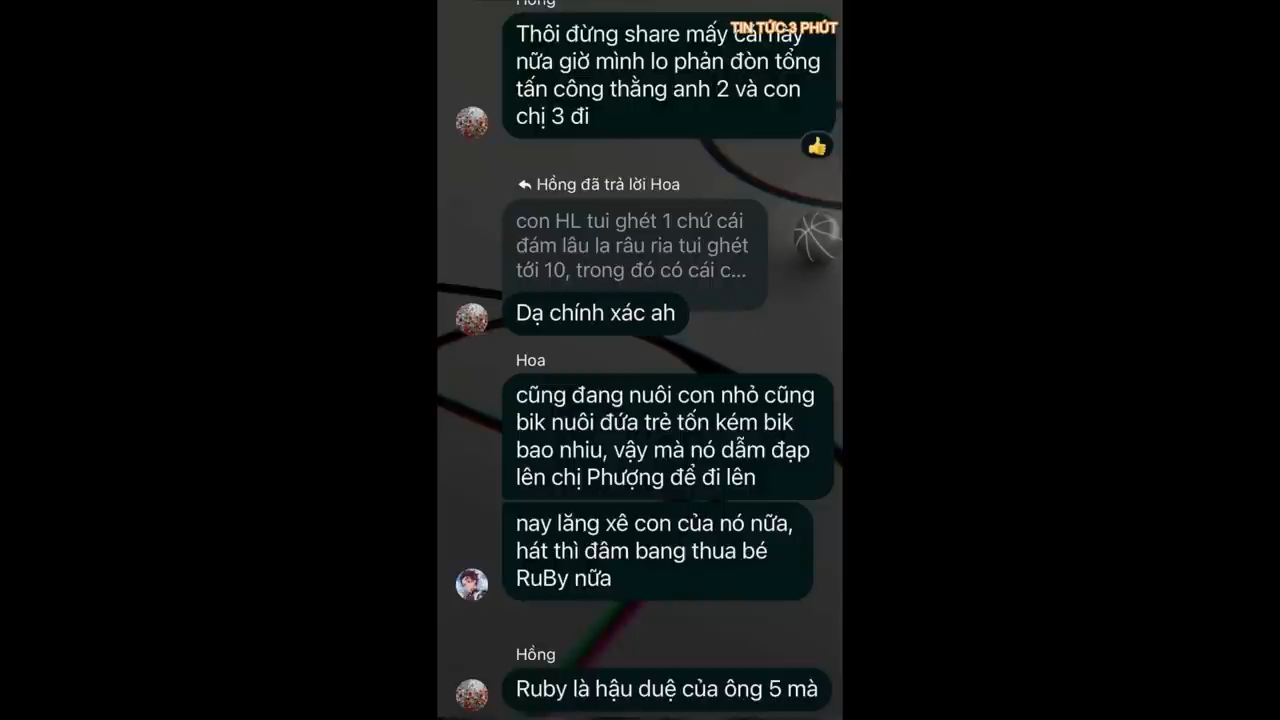 Hồng
TIN TỨC 3 PHÚT
Thôi đừng share mấy cái này
nữa giờ mình lo phản đòn tổng
tấn công thằng anh 2 và con
chị 3 đi
Hồng đã trả lời Hoa
con HL tui ghét 1 chứ cái
đám lâu la râu ria tui ghét
tới 10, trong đó có cái c...
Dạ chính xác ah
Hoa
cũng đang nuôi con nhỏ cũng
bik nuôi đứa trẻ tốn kém bik
bao nhiu, vậy mà nó dẫm đạp
lên chị Phượng để đi lên
nay lăng xê con của nó nữa,
hát thì đâm bang thua bé
RuBy nữa
Hồng
Ruby là hậu duệ của ông 5 mà